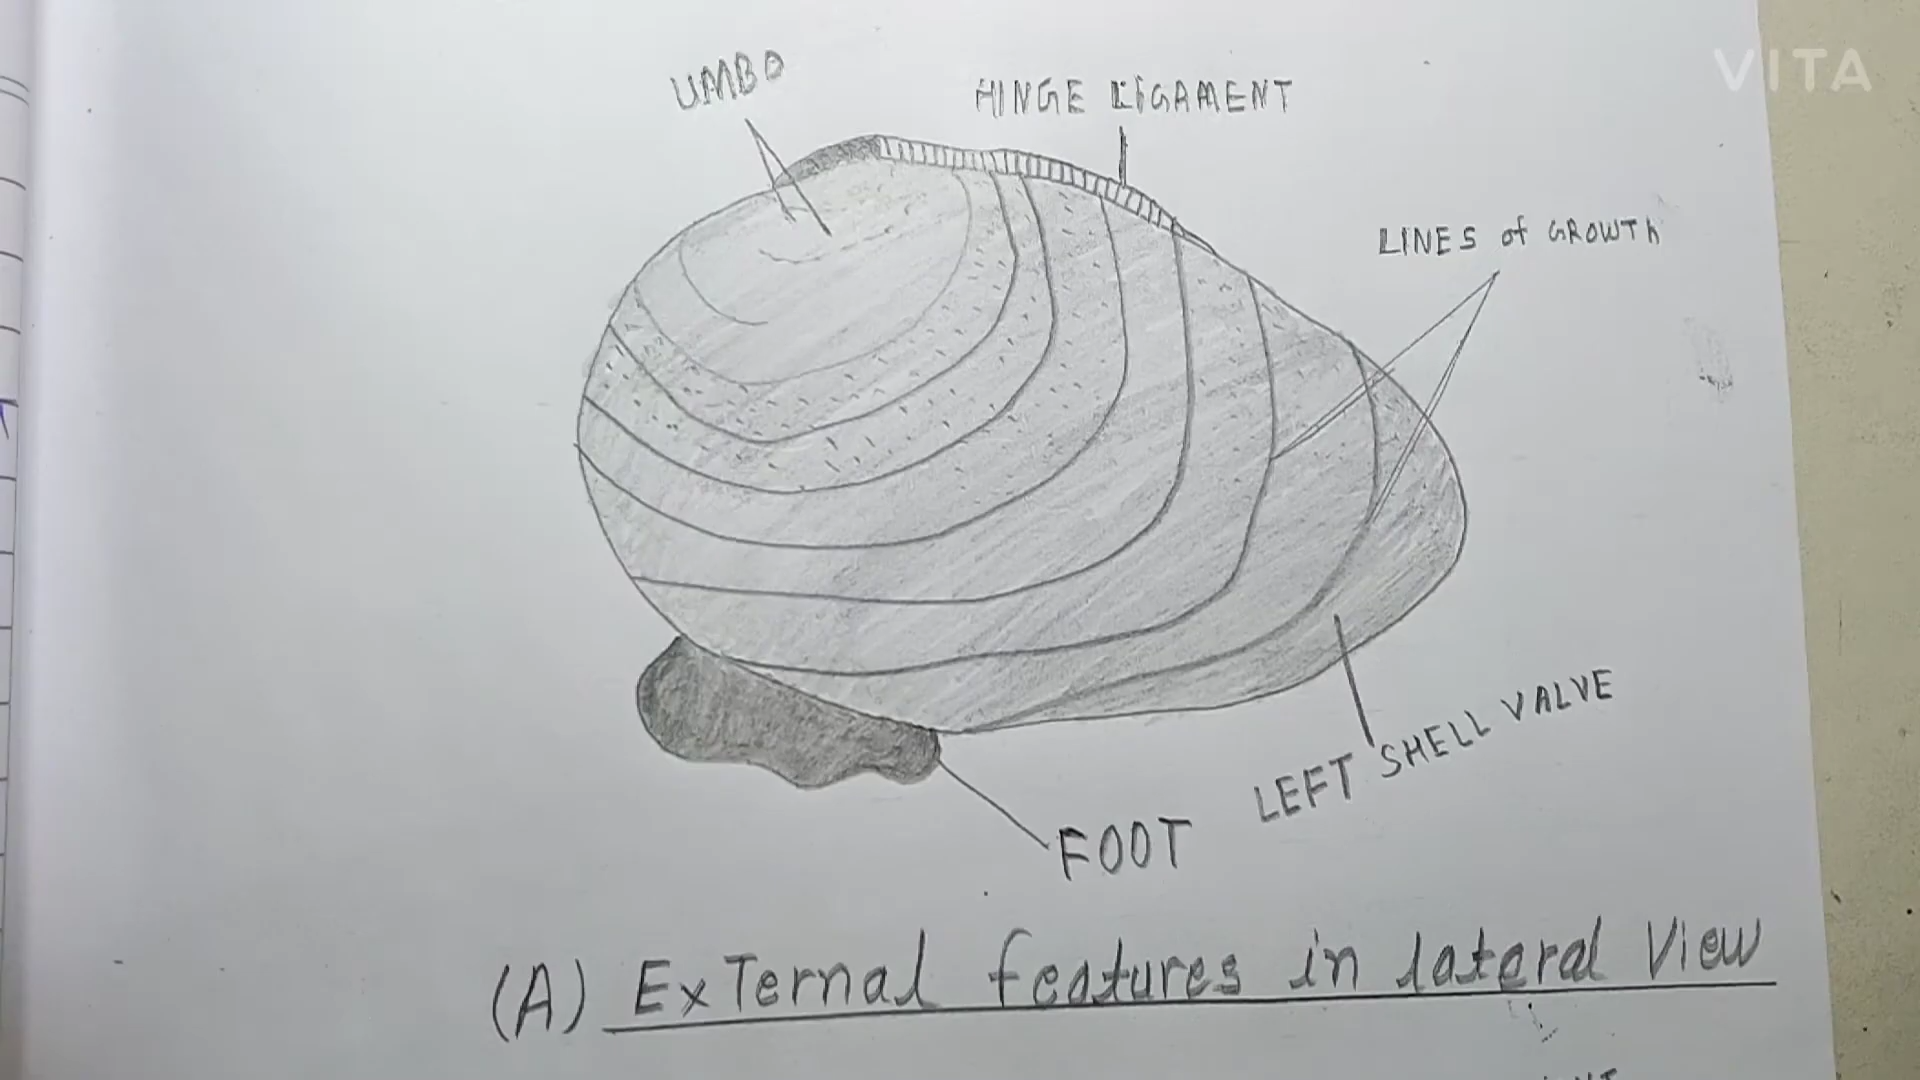 VITA
UMBO
HINGE LIGAMENT
LINES of GROWTH
LEFT SHELL VALVE
FOOT
(A) ExTernal features in lateral View